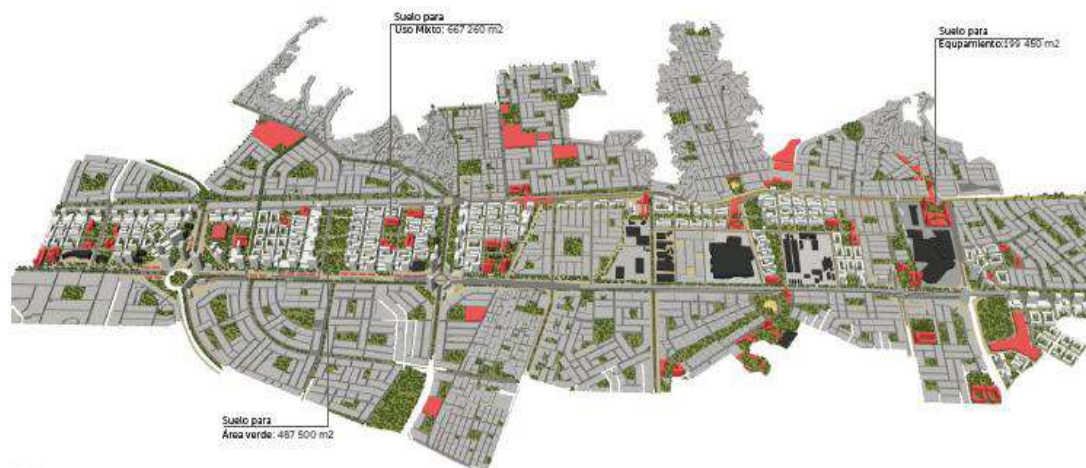 Suelo para
Uso Mixto: 667 260 m2
Suelo para
Equpamiento:199 450 m2
Suelo para
Área verde: 487 500 m2